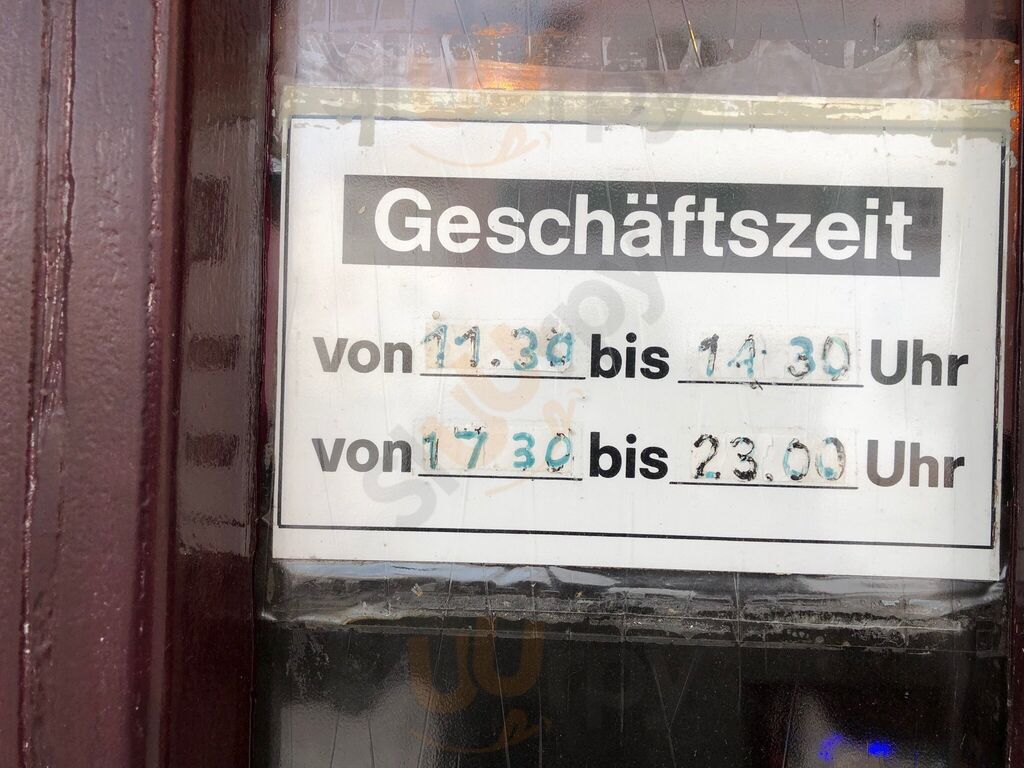 Geschäftszeit
von 11.30 bis 14 30 Uhr
von 17 30 bis 23.00 Uhr